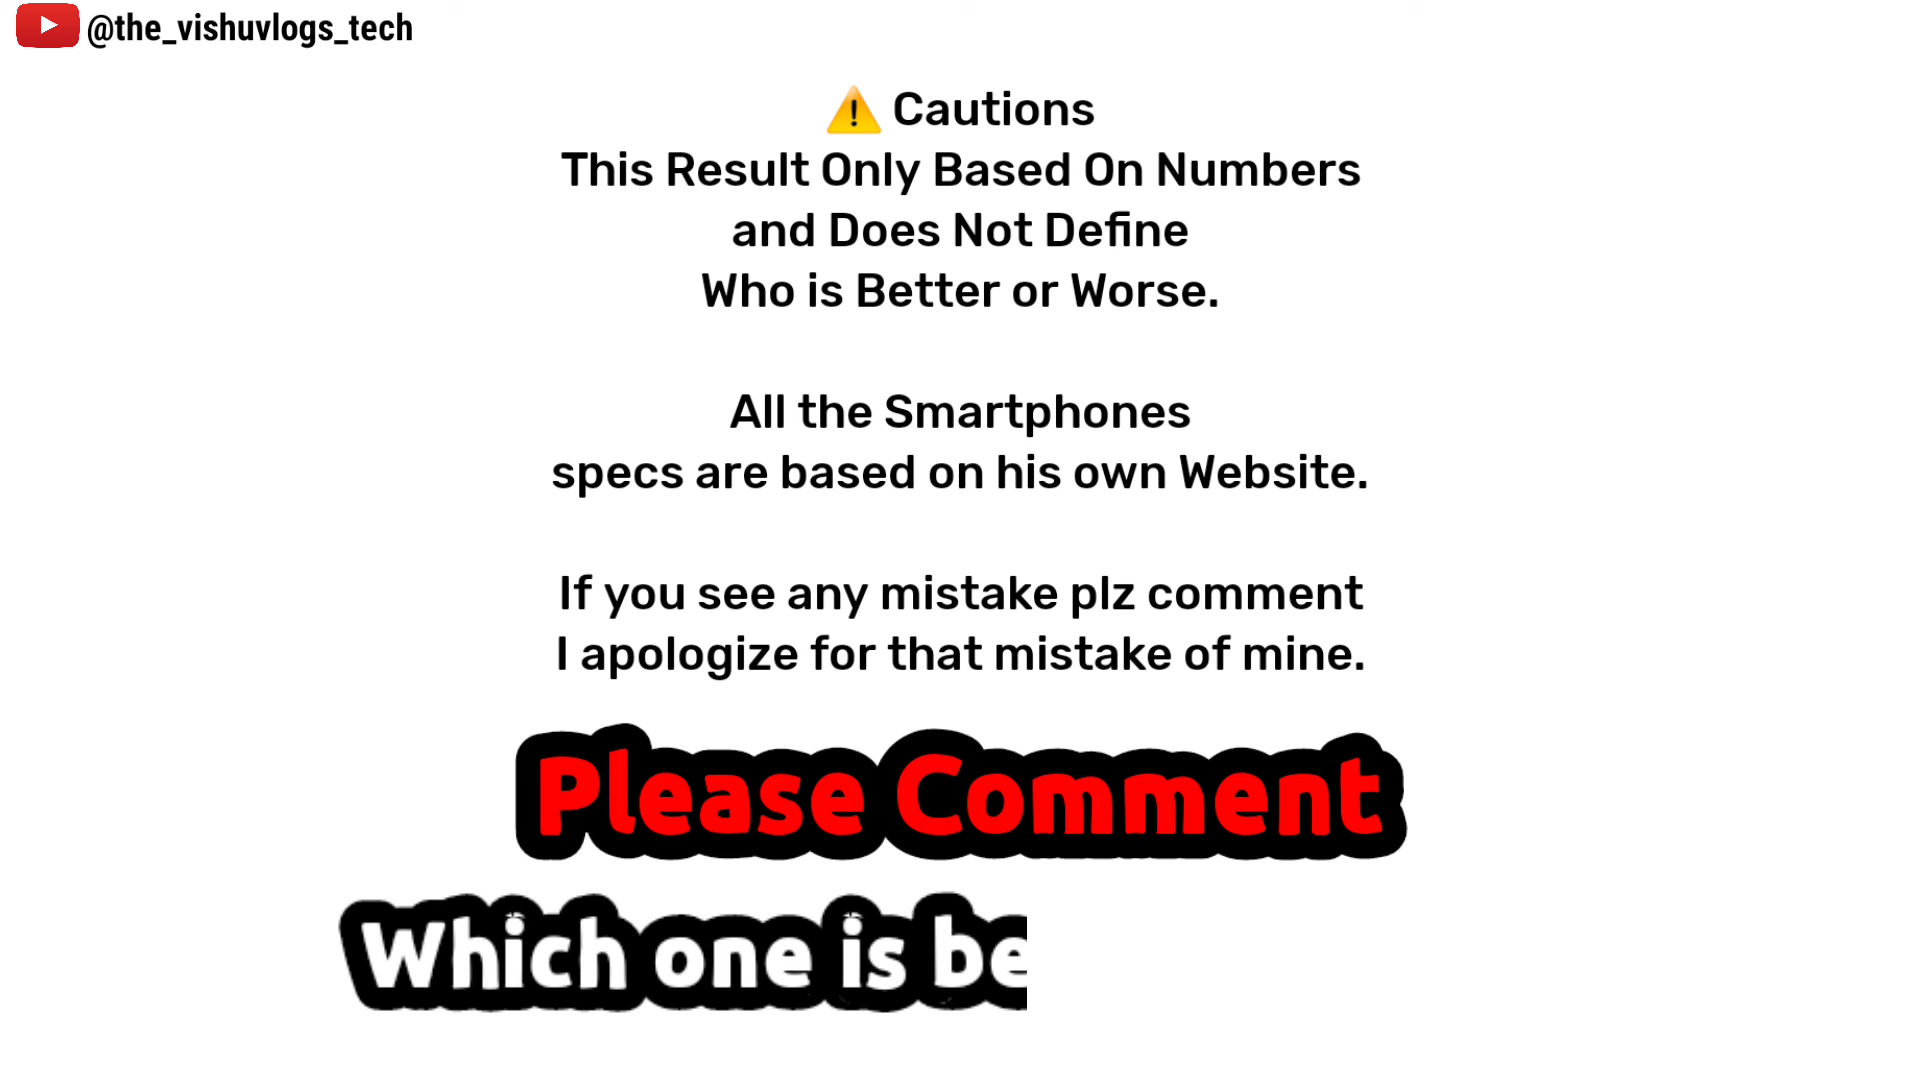 @the_vishuvlogs_tech
⚠️ Cautions
This Result Only Based On Numbers
and Does Not Define
Who is Better or Worse.
All the Smartphones
specs are based on his own Website.
If you see any mistake plz comment
I apologize for that mistake of mine.
Please Comment
Which one is be